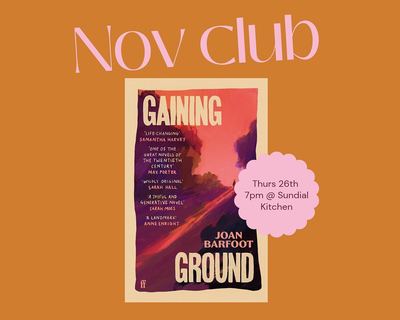 Nov club
GAINING
'LIFE-CHANGING'
SAMANTHA HARVEY
'ONE OF THE
GREAT NOVELS OF
THE TWENTIETH
CENTURY'
MAX PORTER
'WHOLLY ORIGINAL'
SARAH HALL
'A JOYFUL AND
GENERATIVE NOVEL'
SARAH MOSS
'A LANDMARK'
ANNE ENRIGHT
Thurs 26th
7pm @ Sundial
Kitchen
JOAN
BARFOOT
GROUND
ff